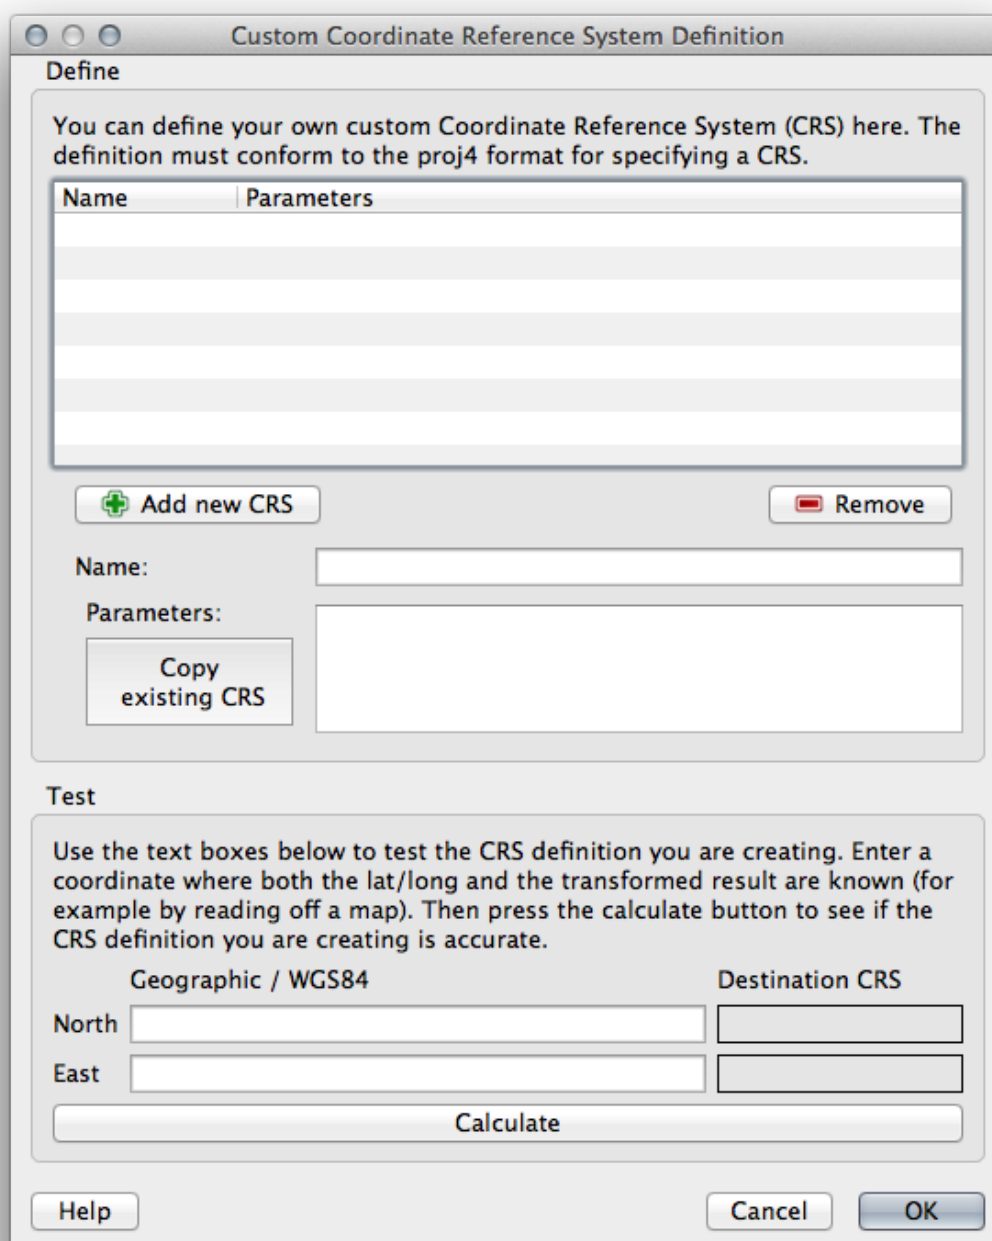 Custom Coordinate Reference System Definition
Define
You can define your own custom Coordinate Reference System (CRS) here. The
definition must conform to the proj4 format for specifying a CRS.
Name Parameters
Add new CRS Remove
Name:
Parameters:
Copy
existing CRS
Test
Use the text boxes below to test the CRS definition you are creating. Enter a
coordinate where both the lat/long and the transformed result are known (for
example by reading off a map). Then press the calculate button to see if the
CRS definition you are creating is accurate.
Geographic / WGS84 Destination CRS
North
East
Calculate
Help Cancel OK